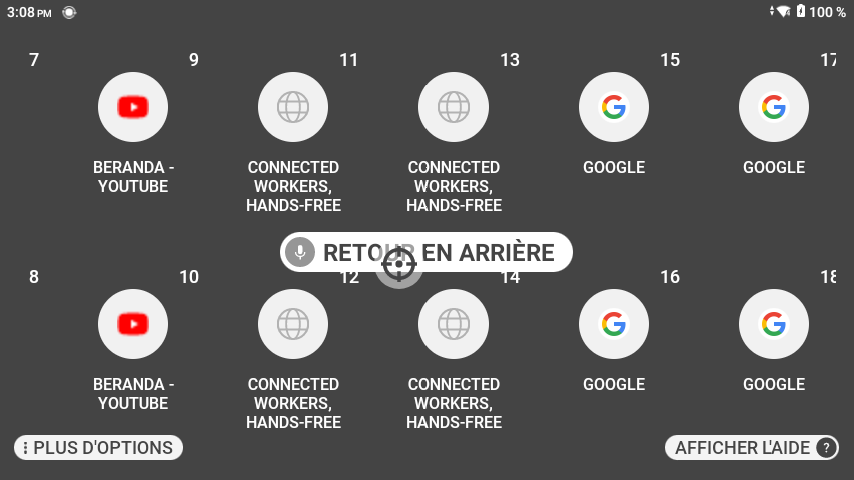 3:08 PM
100 %
7
9
11
13
15
17
BERANDA -
YOUTUBE
CONNECTED
WORKERS,
HANDS-FREE
CONNECTED
WORKERS,
HANDS-FREE
GOOGLE
GOOGLE
RETOUR EN ARRIÈRE
8
10
12
14
16
18
BERANDA -
YOUTUBE
CONNECTED
WORKERS,
HANDS-FREE
CONNECTED
WORKERS,
HANDS-FREE
GOOGLE
GOOGLE
PLUS D'OPTIONS
AFFICHER L'AIDE ?